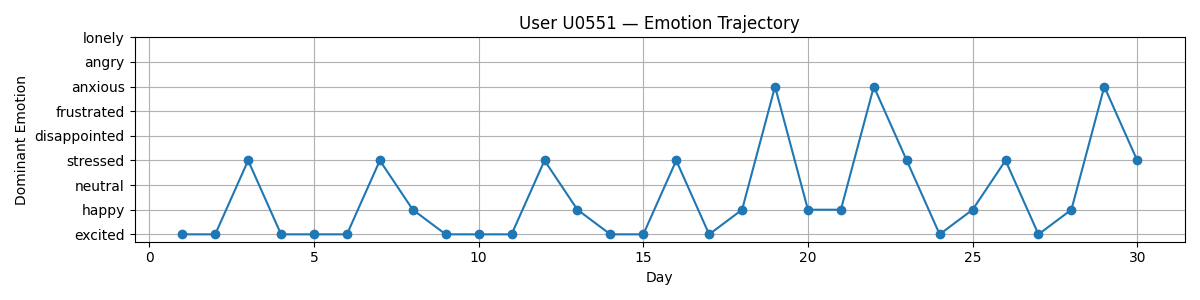 User U0551 — Emotion Trajectory
Dominant Emotion
lonely
angry
anxious
frustrated
disappointed
stressed
neutral
happy
excited
0 5 10 15 20 25 30
Day